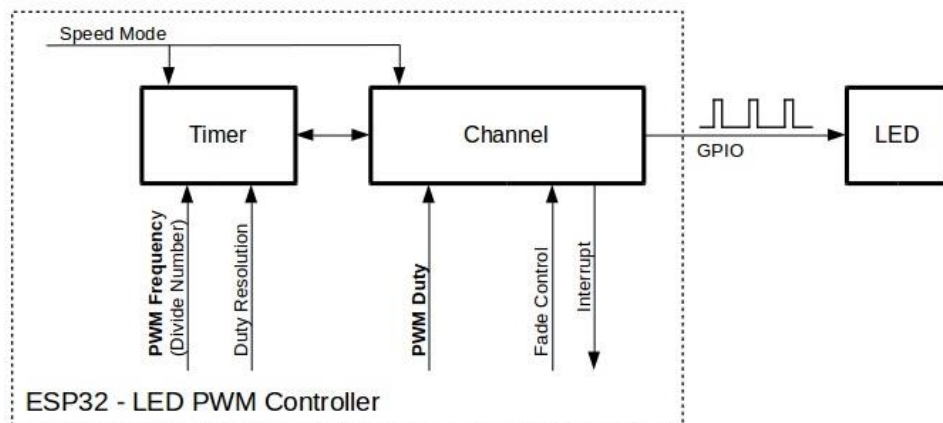 Speed Mode
Timer
Channel
GPIO
LED
PWM Frequency
(Divide Number)
Duty Resolution
PWM Duty
Fade Control
Interrupt
ESP32 - LED PWM Controller